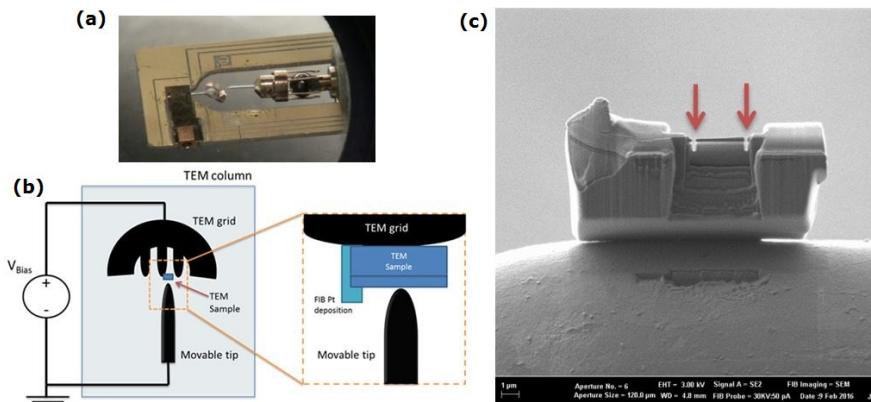 (a)
(b)
TEM column
TEM grid
V Bias
+
-
TEM
Sample
Movable tip
TEM grid
TEM
Sample
FIB Pt
deposition
Movable tip
(c)
1 µm
Aperture No. = 6
EHT = 3.00 kV
Signal A = SE2
FIB Imaging = SEM
Aperture Size = 120.0 µm
WD = 4.8 mm
FIB Probe = 30KV:50 pA
Date :9 Feb 2016